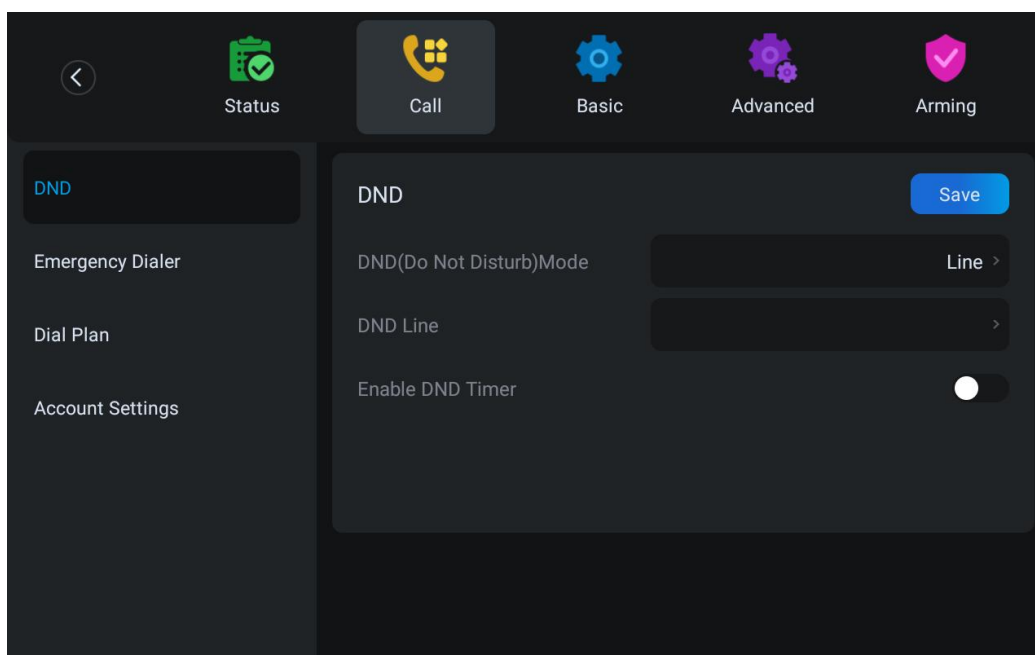 Status
Call
Basic
Advanced
Arming
DND
Emergency Dialer
Dial Plan
Account Settings
DND
Save
DND(Do Not Disturb)Mode
Line
DND Line
Enable DND Timer